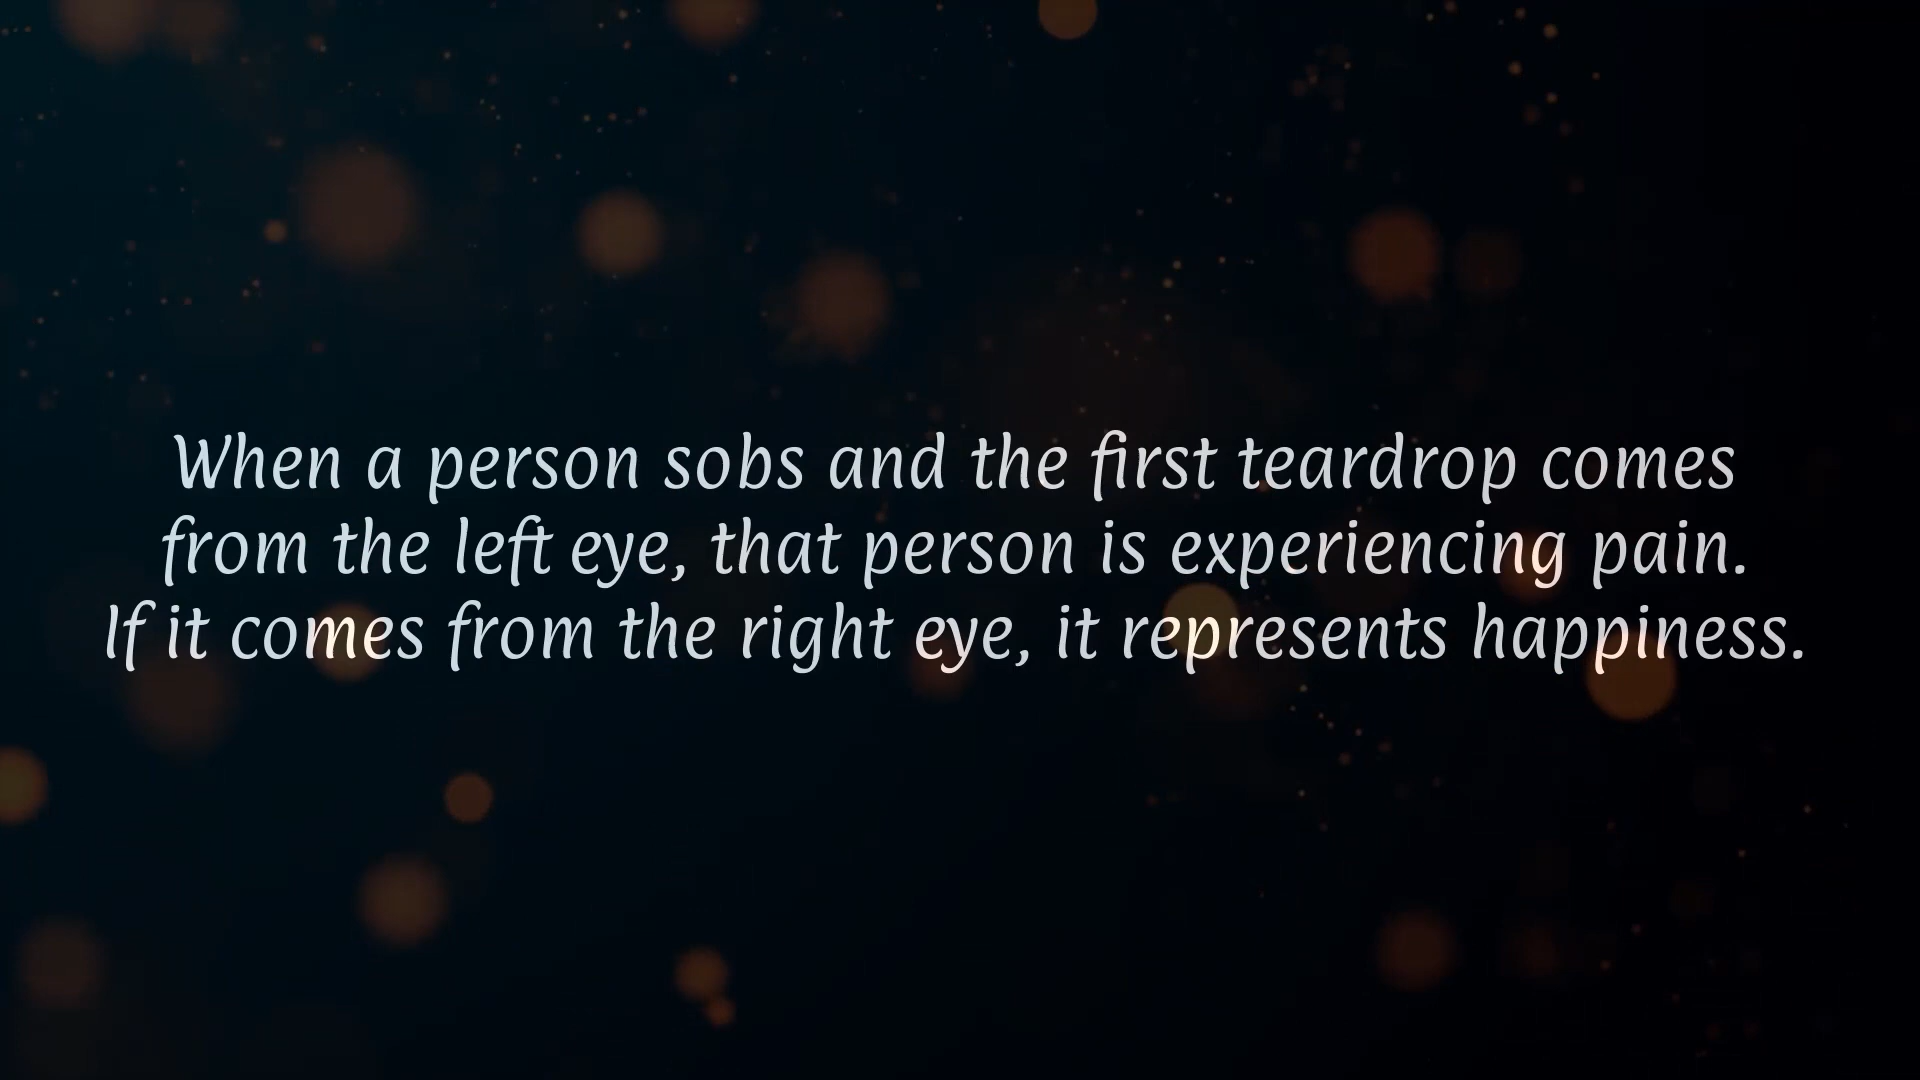 When a person sobs and the first teardrop comes
from the left eye, that person is experiencing pain.
If it comes from the right eye, it represents happiness.